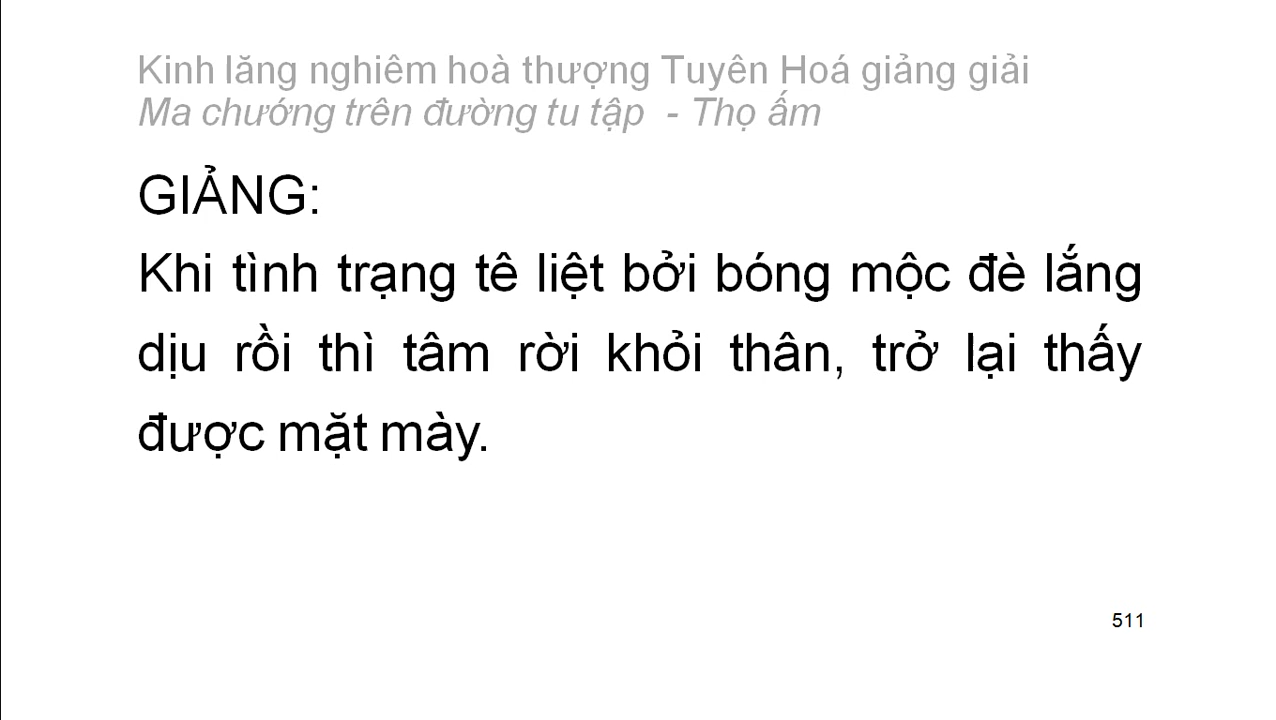 Kinh lăng nghiêm hoà thượng Tuyên Hoá giảng giải
Ma chướng trên đường tu tập - Thọ ấm
GIẢNG:
Khi tình trạng tê liệt bởi bóng mộc đè lắng
dịu rồi thì tâm rời khỏi thân, trở lại thấy
được mặt mày.
511